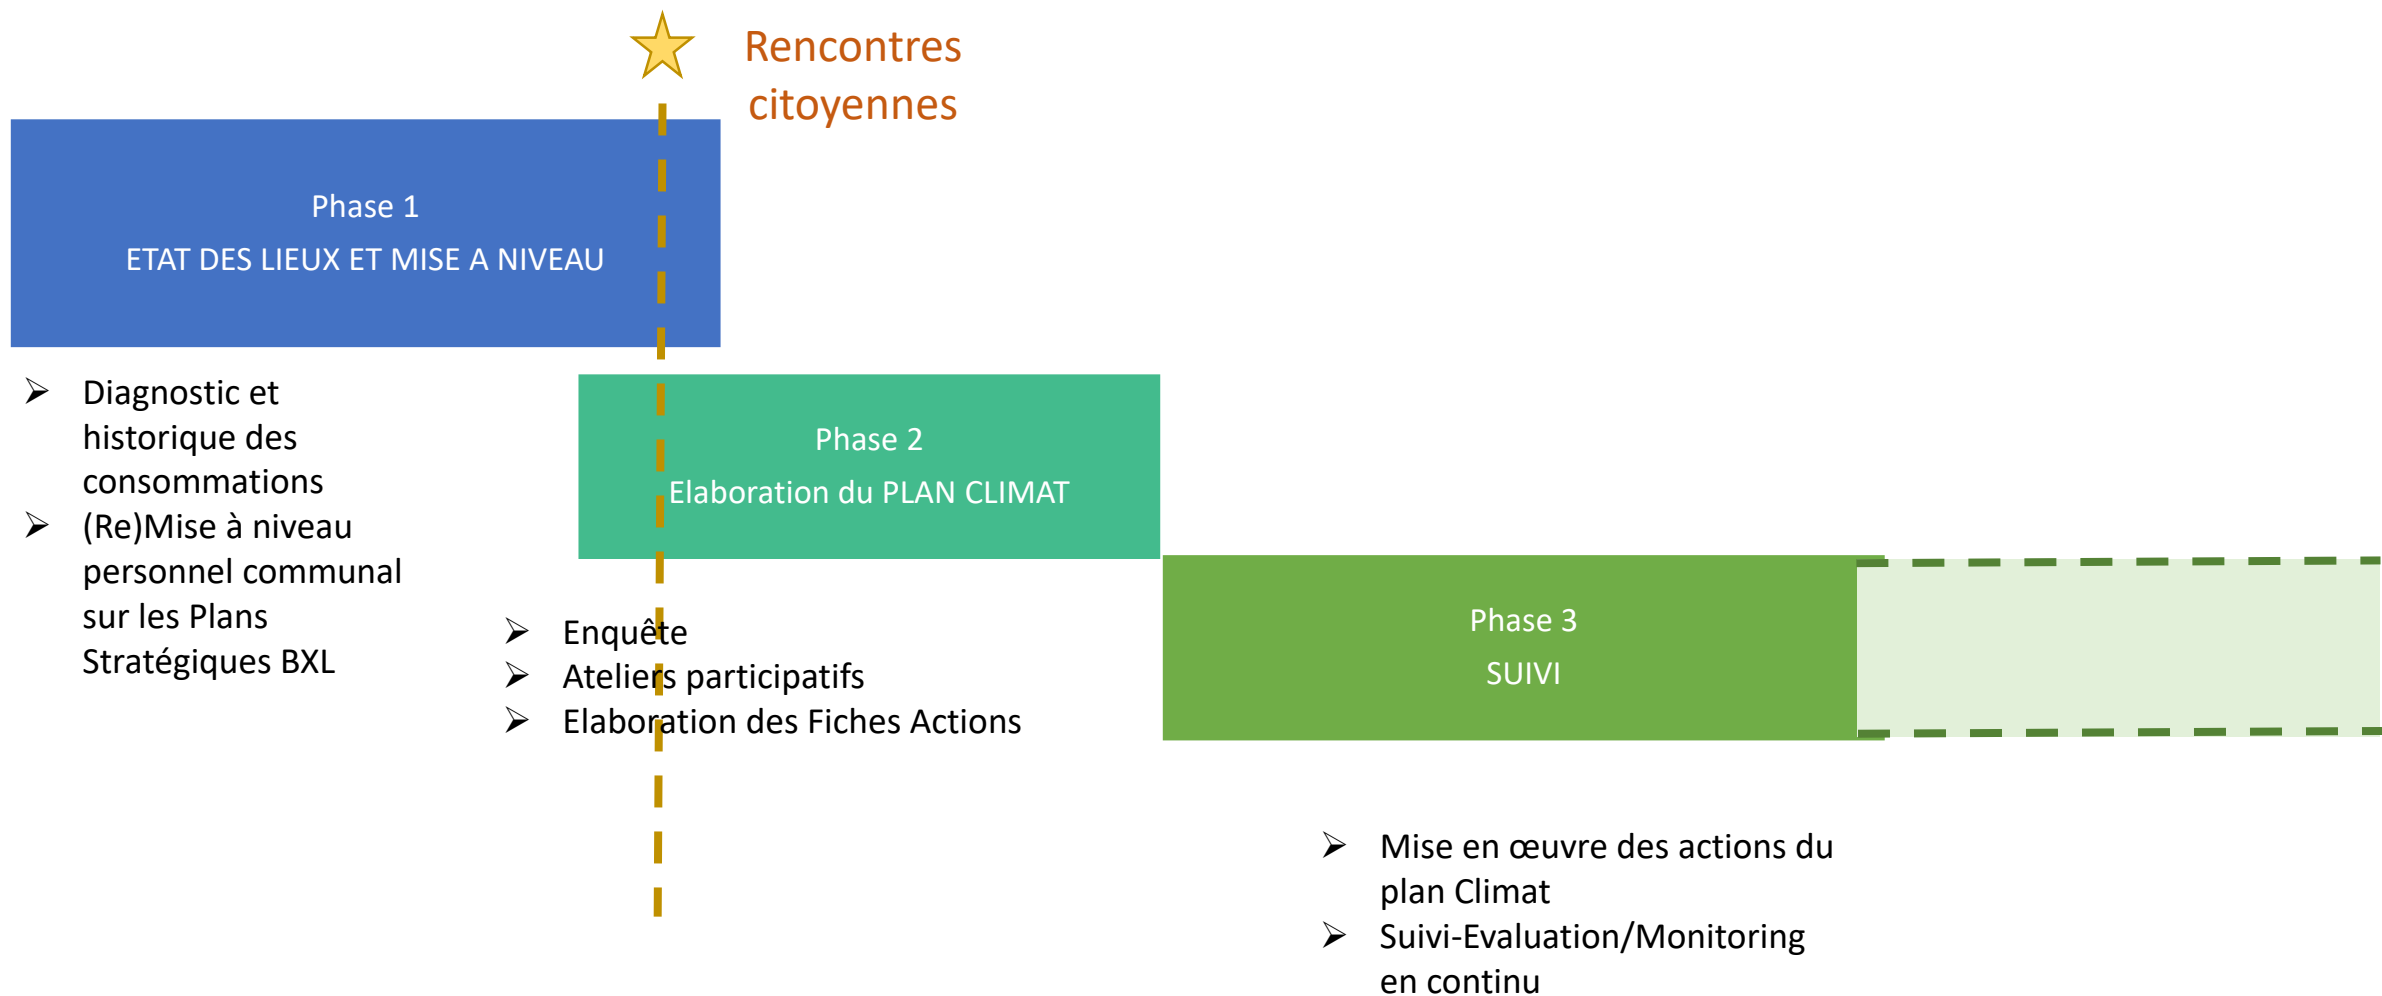 Rencontres
citoyennes
Phase 1
ETAT DES LIEUX ET MISE A NIVEAU
➢ Diagnostic et
historique des
consommations
➢ (Re)Mise à niveau
personnel communal
sur les Plans
Stratégiques BXL
Phase 2
Elaboration du PLAN CLIMAT
➢ Enquête
➢ Ateliers participatifs
➢ Elaboration des Fiches Actions
Phase 3
SUIVI
➢ Mise en œuvre des actions du
plan Climat
➢ Suivi-Evaluation/Monitoring
en continu